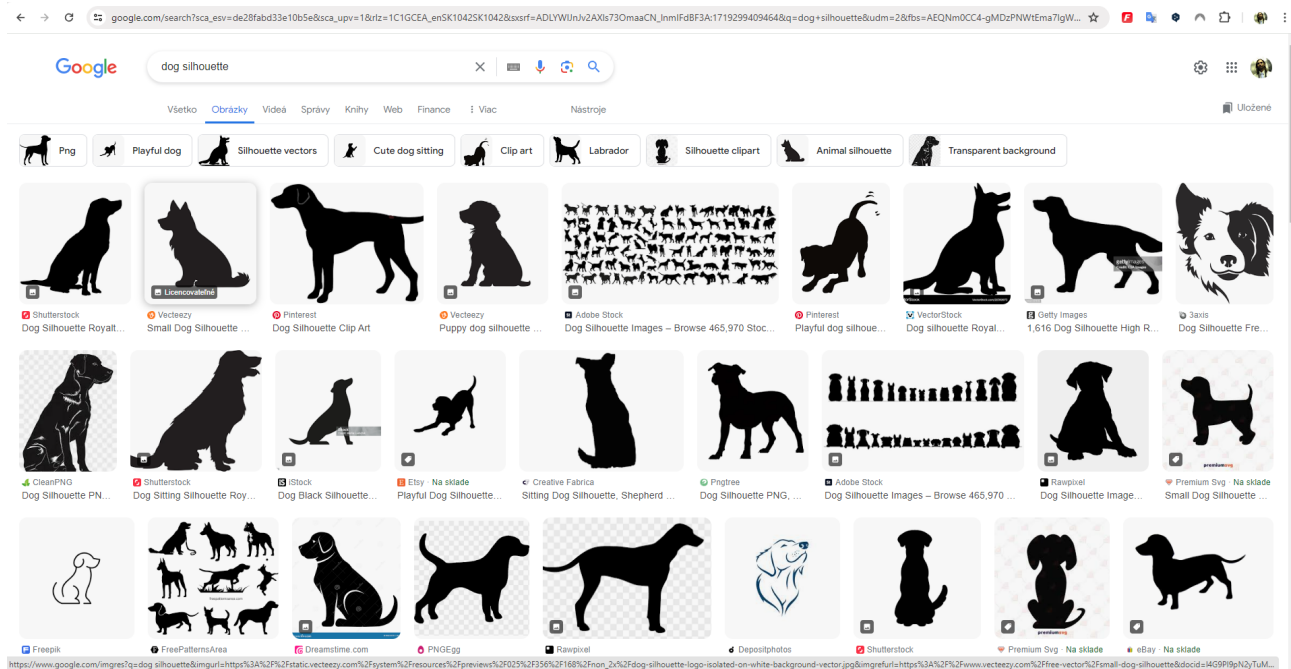 google.com/search?sca_esv=de28fabd33e10b5e&sca_upv=1&rlz=1C1GCEA_enSK1042SK1042&sxsrf=ADLYWIJnJv2AXIs73OmaaCN_lnmIFdBF3A:1719299409464&q=dog+silhouette&udm=2&fbs=AEQNm0CC4-gMDzPNWtEma7IgW...
Google
dog silhouette
Všetko Obrázky Videá Správy Knihy Web Finance Viac Nástroje
Uložené
Png Playful dog Silhouette vectors Cute dog sitting Clip art Labrador Silhouette clipart Animal silhouette Transparent background
gettyimages
Licencovateľné
Shutterstock Vecteezy Pinterest Vecteezy Adobe Stock Pinterest VectorStock Getty Images 3axis
Dog Silhouette Royalt... Small Dog Silhouette ... Dog Silhouette Clip Art Puppy dog silhouette ... Dog Silhouette Images – Browse 465,970 Stoc... Playful dog silhoue... Dog silhouette Royal... 1,616 Dog Silhouette High R... Dog Silhouette Fre...
premiumsvg
CleanPNG Shutterstock iStock Etsy · Na sklade Creative Fabrica Pngtree Adobe Stock Rawpixel Premium Svg · Na sklade
Dog Silhouette PN... Dog Sitting Silhouette Roy... Dog Black Silhouette... Playful Dog Silhouette... Sitting Dog Silhouette, Shepherd ... Dog Silhouette PNG, ... Dog Silhouette Images – Browse 465,970 ... Dog Silhouette Image... Small Dog Silhouette ...
premiumsvg
Freepik FreePatternsArea Dreamstime.com PNGEgg Rawpixel Depositphotos Shutterstock Premium Svg · Na sklade eBay · Na sklade
https://www.google.com/imgres?q=dog silhouette&imgurl=https%3A%2F%2Fstatic.vecteezy.com%2Fsystem%2Fresources%2Fpreviews%2F025%2F356%2F168%2Fnon_2x%2Fdog-silhouette-logo-isolated-on-white-background-vector.jpg&imgrefurl=https%3A%2F%2Fwww.vecteezy.com%2Ffree-vector%2Fsmall-dog-silhouette&docid=l4G9Pl9pN2yTuM...